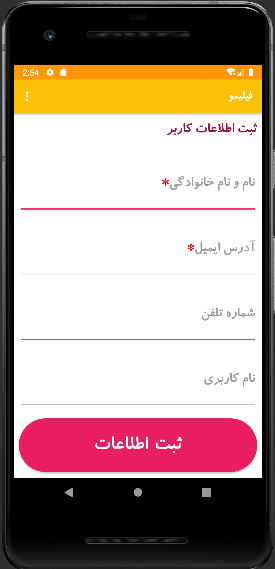 2:54
فیلیمو
ثبت اطلاعات کاربر
نام و نام خانوادگی*
آدرس ایمیل*
شماره تلفن
نام کاربری
ثبت اطلاعات